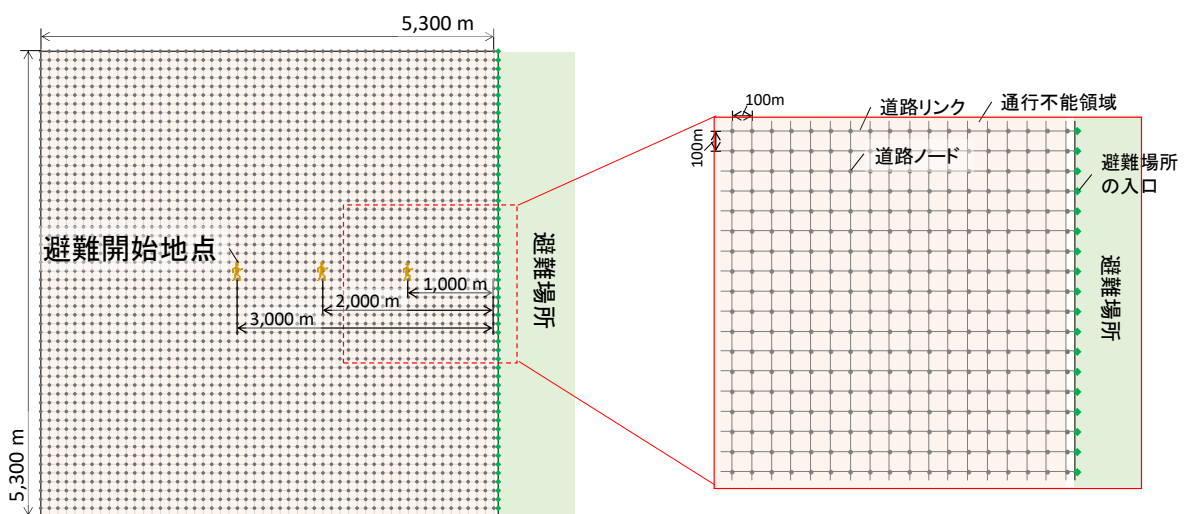 5,300 m
5,300 m
避難開始地点
1,000 m
2,000 m
3,000 m
避難場所
100m
100m
道路リンク
通行不能領域
道路ノード
避難場所
の入口
避難場所